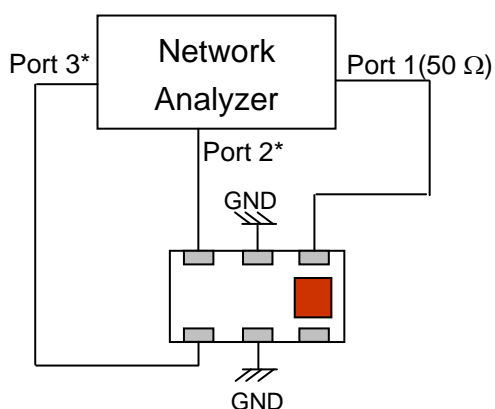 Network
Analyzer
Port 3*
Port 1(50 Ω)
Port 2*
GND
GND